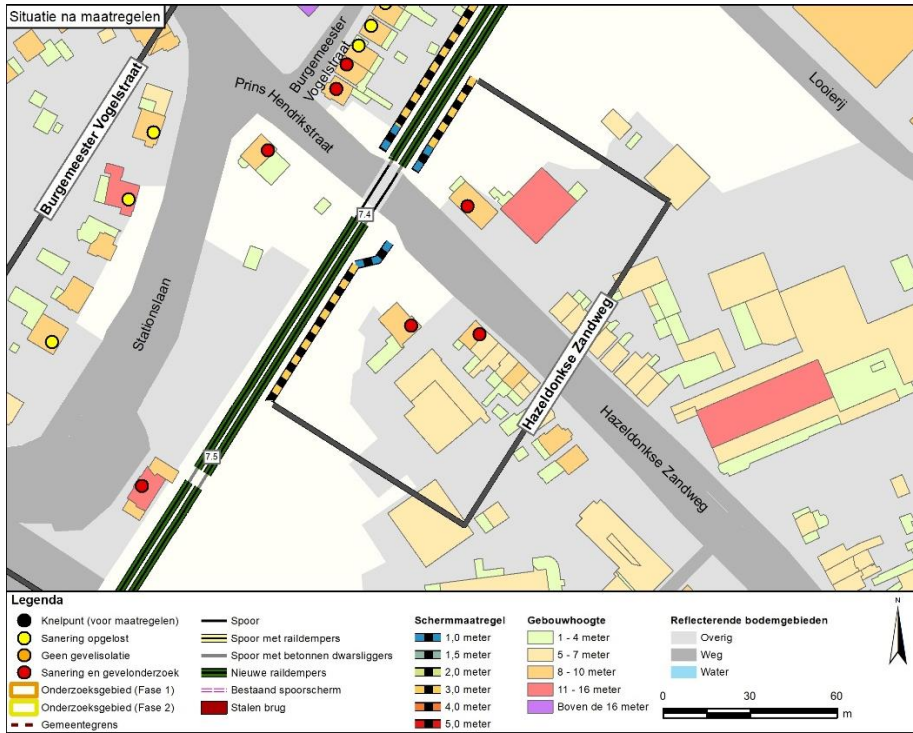 Situatie na maatregelen
Burgemeester Vogelstraat
Burgemeester
Vogelstraat
Prins Hendrikstraat
Looierij
7.4
Stationslaan
Hazeldonkse Zandweg
Hazeldonkse Zandweg
7.5
Legenda
Knelpunt (voor maatregelen)
Sanering opgelost
Geen gevelisolatie
Sanering en gevelonderzoek
Onderzoeksgebied (Fase 1)
Onderzoeksgebied (Fase 2)
Gemeentegrens
Spoor
Spoor met raildempers
Spoor met betonnen dwarsliggers
Nieuwe raildempers
Bestaand spoorscherm
Stalen brug
Schermmaatregel
1,0 meter
1,5 meter
2,0 meter
3,0 meter
4,0 meter
5,0 meter
Gebouwhoogte
1 - 4 meter
5 - 7 meter
8 - 10 meter
11 - 16 meter
Boven de 16 meter
Reflecterende bodemgebieden
Overig
Weg
Water
N
0 30 60
m